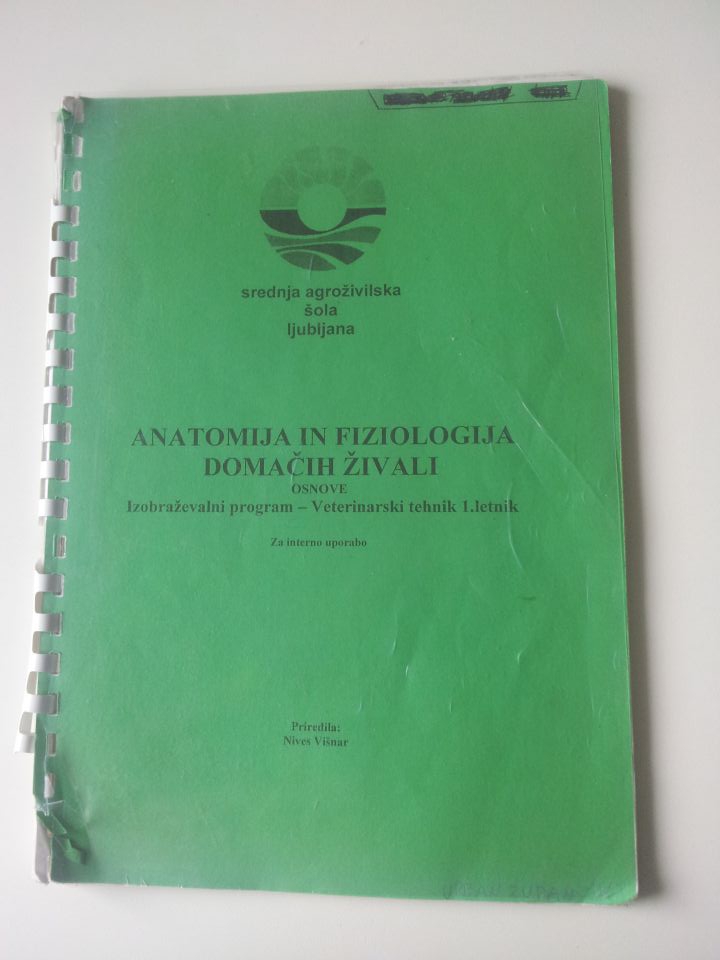 srednja agroživilska
šola
ljubljana
ANATOMIJA IN FIZIOLOGIJA
DOMAČIH ŽIVALI
OSNOVE
Izobraževalni program – Veterinarski tehnik 1.letnik
Za interno uporabo
Priredila:
Nives Višnar